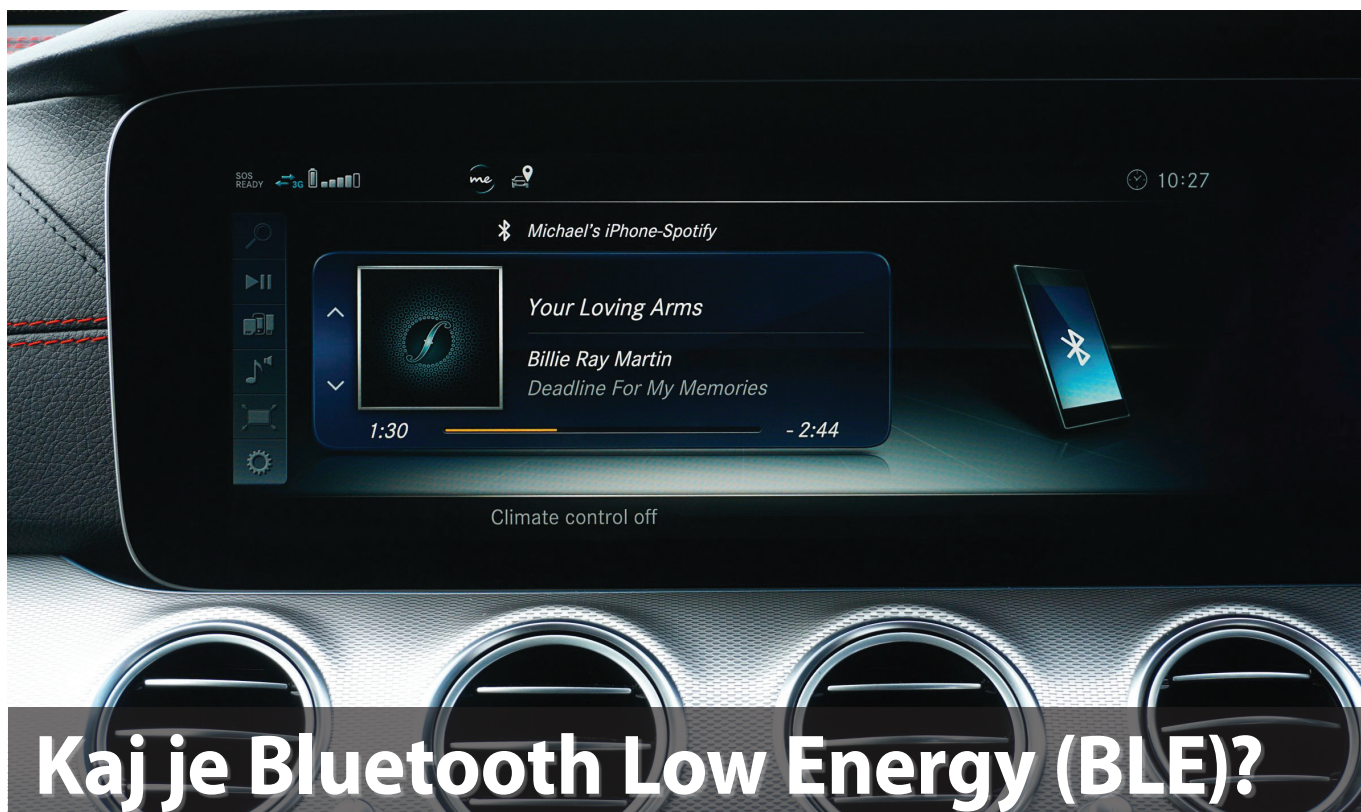 SOS
READY
3G
me
10:27
Michael's iPhone-Spotify
Your Loving Arms
Billie Ray Martin
Deadline For My Memories
1:30
- 2:44
Climate control off
Kaj je Bluetooth Low Energy (BLE)?